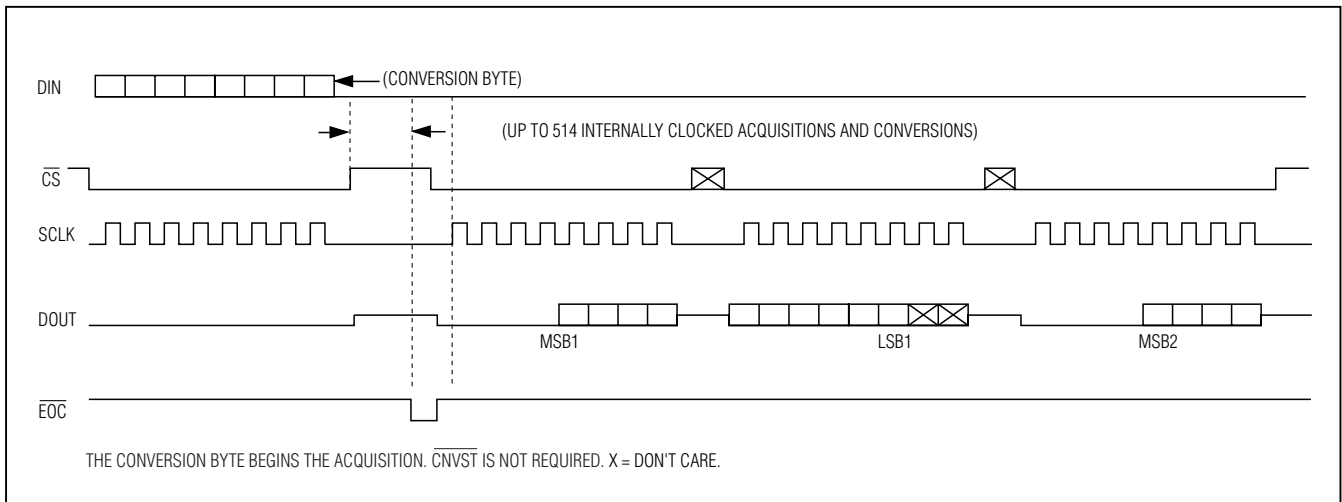 DIN
(CONVERSION BYTE)
(UP TO 514 INTERNALLY CLOCKED ACQUISITIONS AND CONVERSIONS)
CS
SCLK
DOUT
MSB1
LSB1
MSB2
EOC
THE CONVERSION BYTE BEGINS THE ACQUISITION. CNVST IS NOT REQUIRED. X = DON'T CARE.